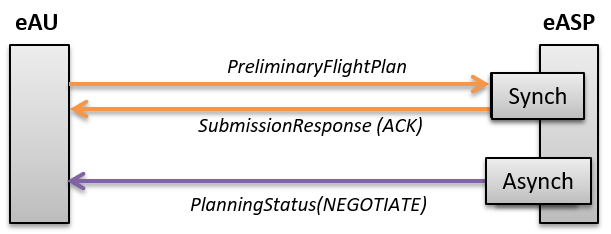 eAU
eASP
PreliminaryFlightPlan
Synch
SubmissionResponse (ACK)
Asynch
PlanningStatus(NEGOTIATE)